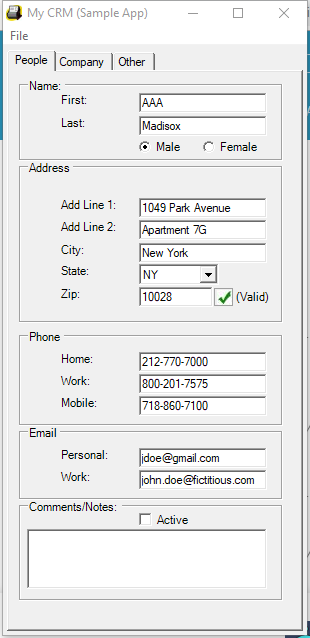 My CRM (Sample App)
File
People Company Other
Name:
First: AAA
Last: Madisox
Male Female
Address
Add Line 1: 1049 Park Avenue
Add Line 2: Apartment 7G
City: New York
State: NY
Zip: 10028 (Valid)
Phone
Home: 212-770-7000
Work: 800-201-7575
Mobile: 718-860-7100
Email
Personal: jdoe@gmail.com
Work: john.doe@fictitious.com
Comments/Notes:
Active